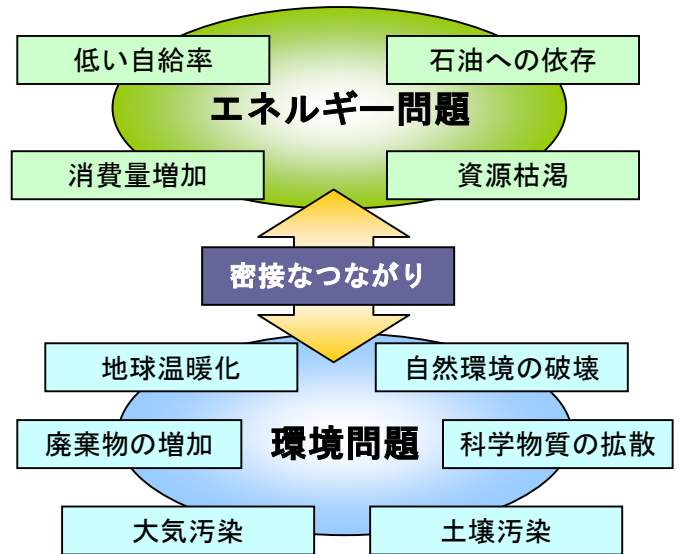 低い自給率
石油への依存
エネルギー問題
消費量増加
資源枯渇
密接なつながり
地球温暖化
自然環境の破壊
廃棄物の増加
環境問題
科学物質の拡散
大気汚染
土壌汚染